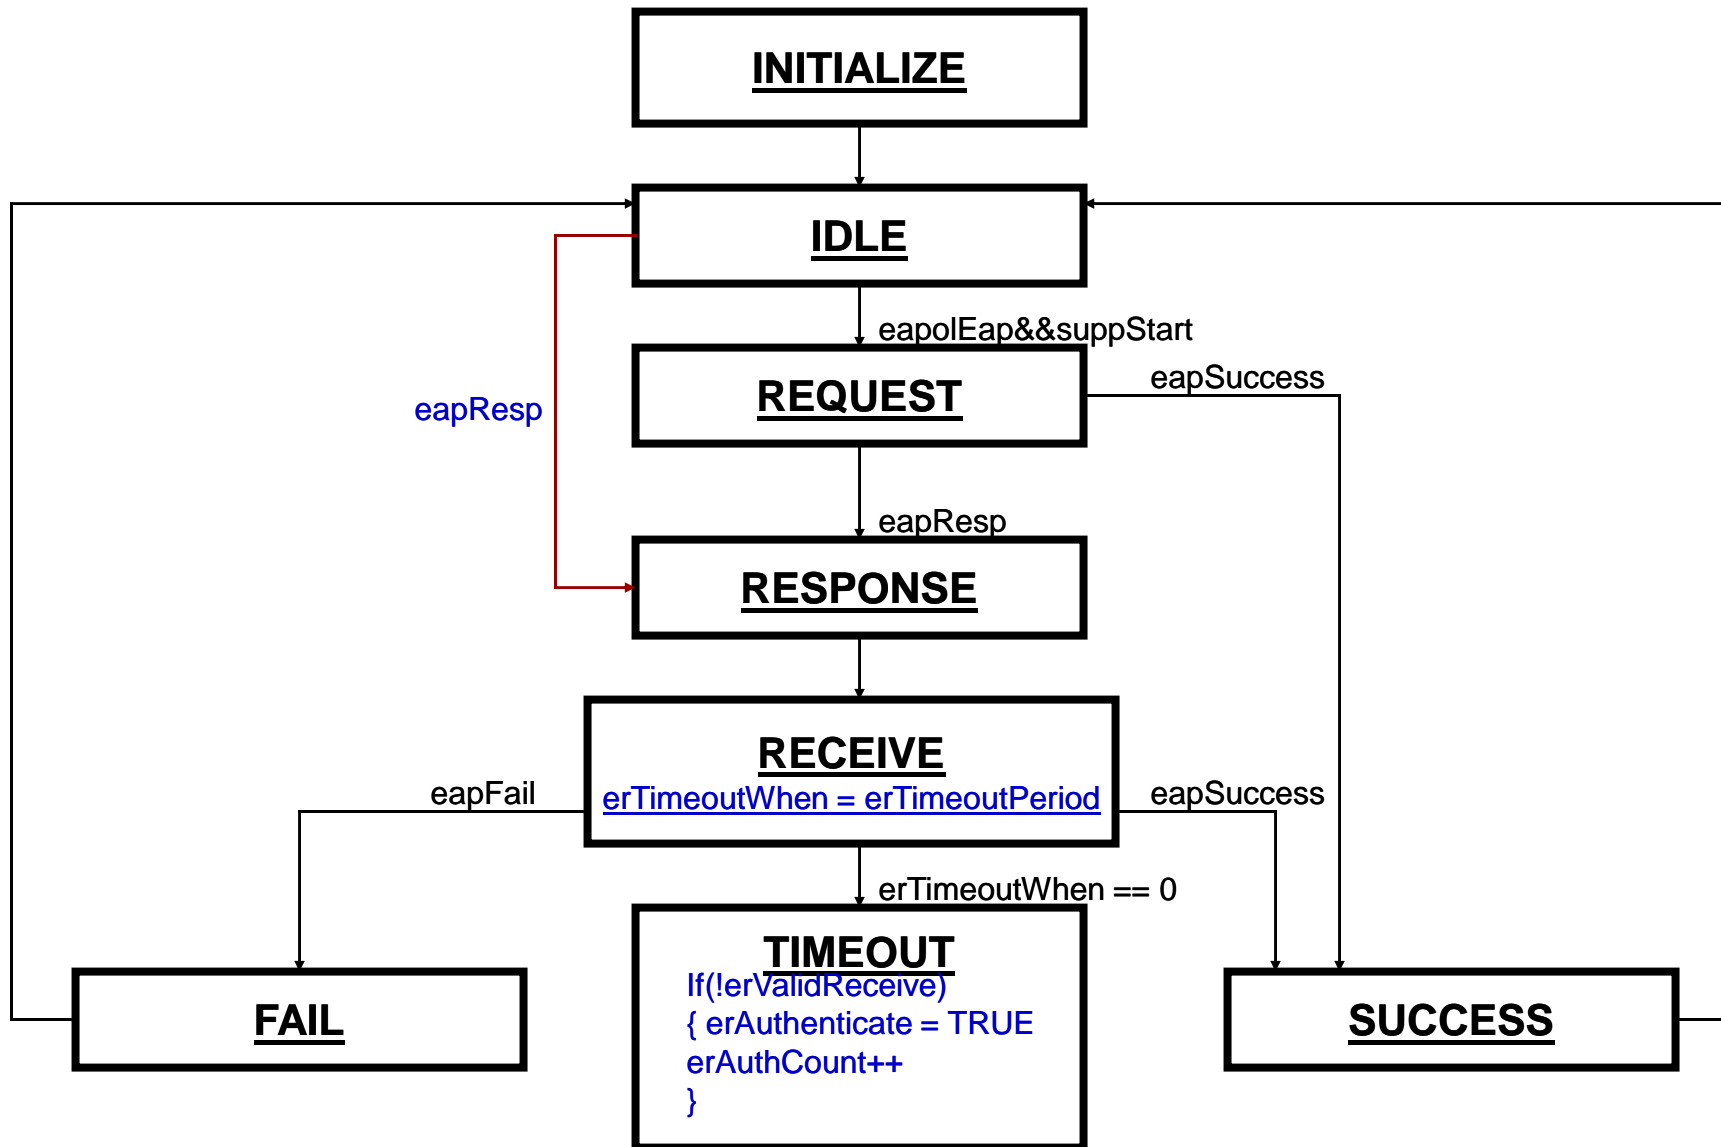 INITIALIZE
IDLE
eapolEap&&suppStart
REQUEST
eapSuccess
eapResp
eapResp
RESPONSE
RECEIVE
eapFail
erTimeoutWhen = erTimeoutPeriod
eapSuccess
erTimeoutWhen == 0
TIMEOUT
If(!erValidReceive)
{ erAuthenticate = TRUE
erAuthCount++
}
FAIL
SUCCESS